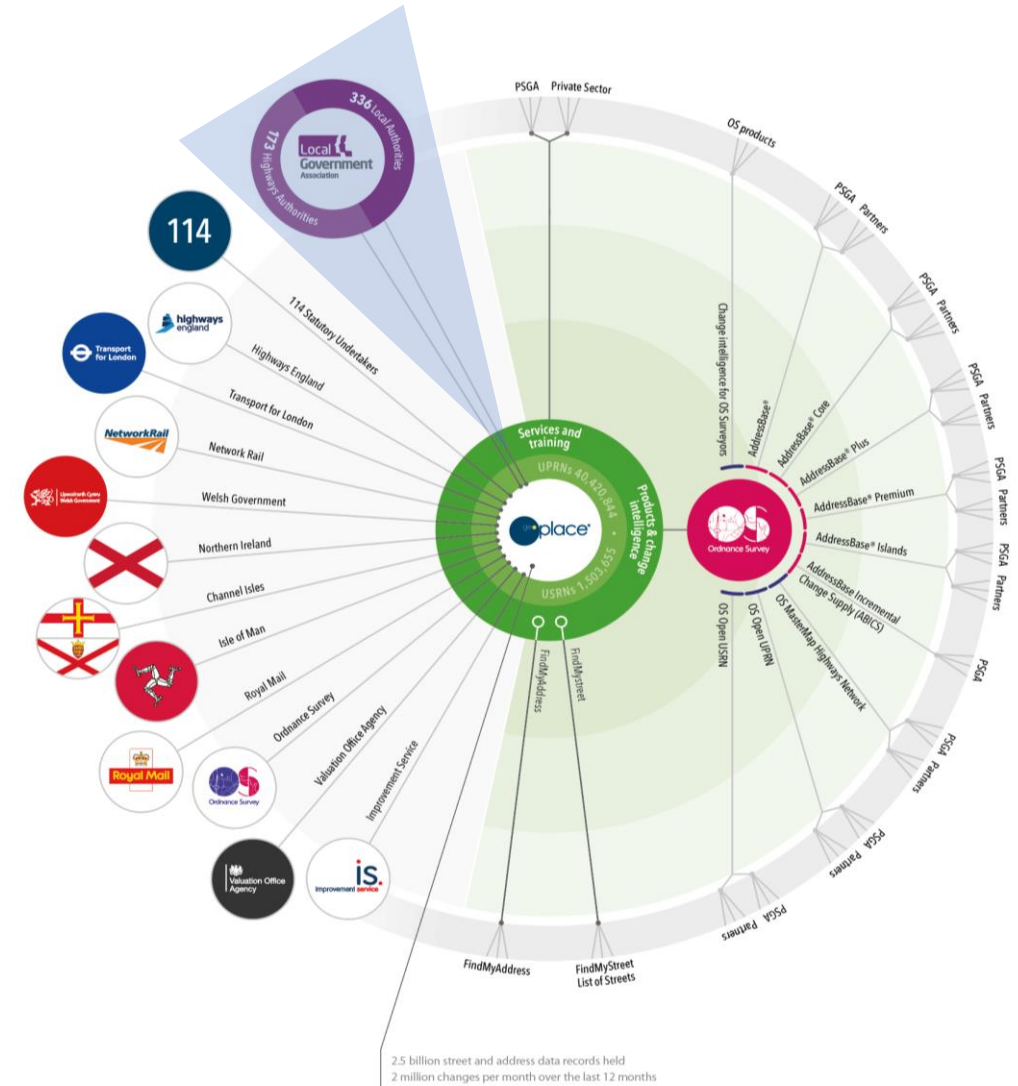 336 Local Authorities
173 Highways Authorities
Local
Government
Association
114
114 Statutory Undertakers
highways
england
Highways England
Transport
for London
Transport for London
NetworkRail
Network Rail
Llywodraeth Cymru
Welsh Government
Welsh Government
Northern Ireland
Channel Isles
Isle of Man
Royal Mail
Royal Mail
Ordnance Survey
Ordnance Survey
Valuation Office Agency
Valuation Office
Agency
Improvement Service
is.
improvement service
Services and
training
UPRNs 40,420,844
•
USRNs 1,503,655
Products & change
intelligence
geoplace®
FindMyAddress
FindMystreet
PSGA Private Sector
OS products
PSGA Partners
PSGA Partners
PSGA Partners
PSGA Partners
PSGA Partners
PSGA
PSGA Partners
PSGA Partners
PSGA Partners
Change intelligence for OS Surveyors
AddressBase®
AddressBase® Core
AddressBase® Plus
AddressBase® Premium
AddressBase® Islands
AddressBase Incremental
Change Supply (ABICS)
OS MasterMap Highways Network
OS Open UPRN
OS Open USRN
OS
Ordnance Survey
FindMyAddress
FindMyStreet
List of Streets
2.5 billion street and address data records held
2 million changes per month over the last 12 months